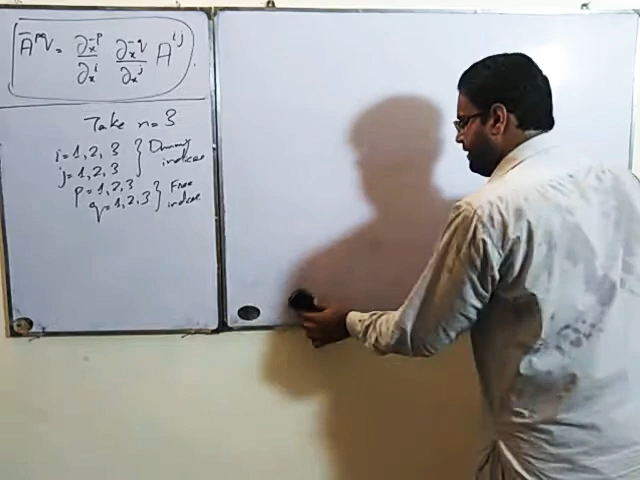 Ā^{pq} = ∂x̄^p/∂x^i ∂x̄^q/∂x^j A^{ij}.
Take n=3
i=1,2,3 } Dummy
j=1,2,3 } indices
p=1,2,3 } Free
q=1,2,3 } indices